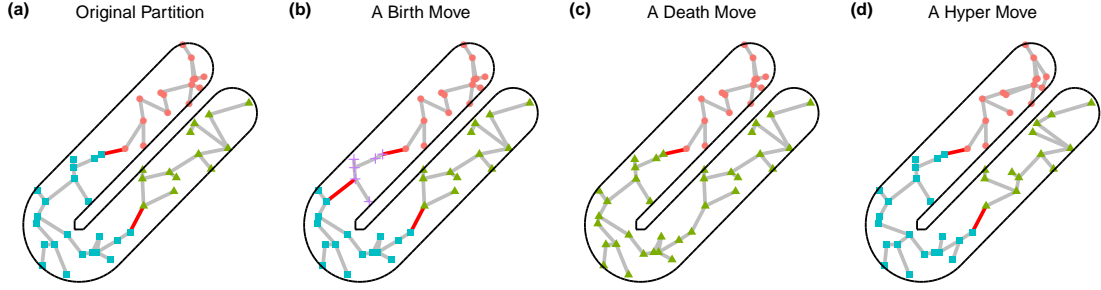 (a) Original Partition
(b) A Birth Move
(c) A Death Move
(d) A Hyper Move